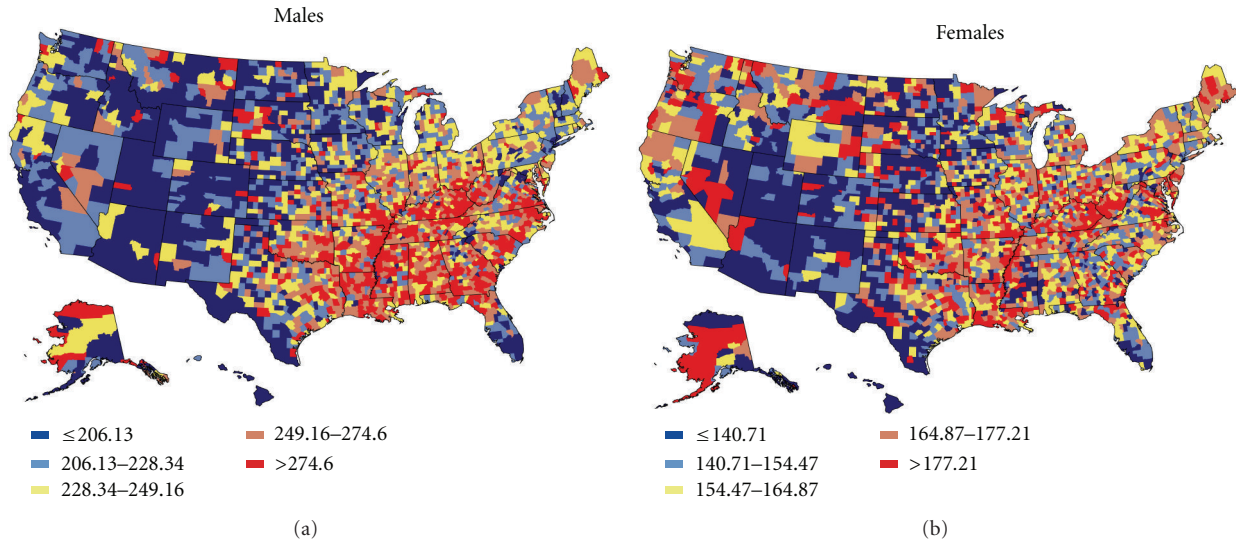 Males
≤206.13
206.13–228.34
228.34–249.16
249.16–274.6
>274.6
(a)
Females
≤140.71
140.71–154.47
154.47–164.87
164.87–177.21
>177.21
(b)